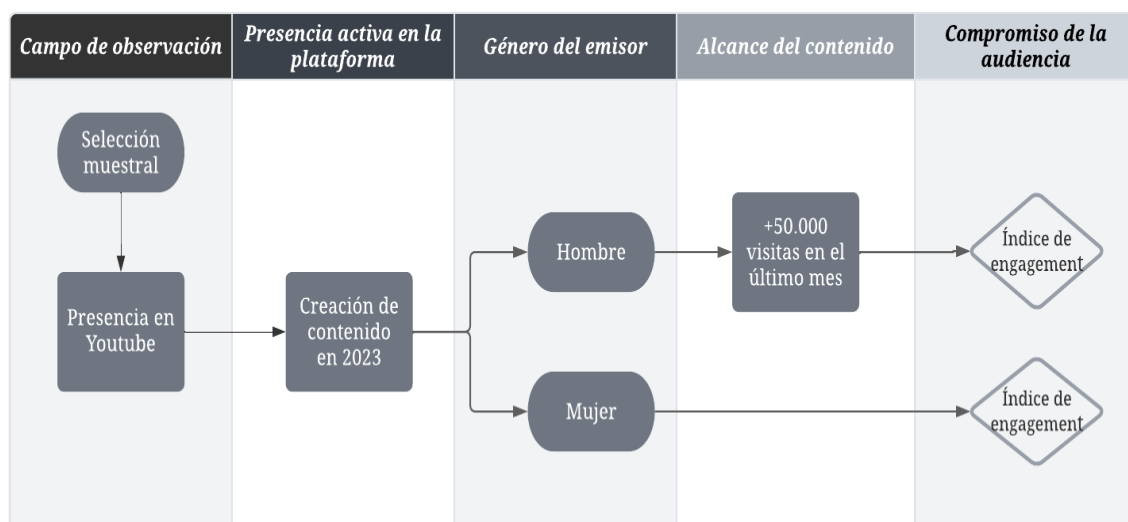 Campo de observación
Presencia activa en la
plataforma
Género del emisor
Alcance del contenido
Compromiso de la
audiencia
Selección
muestral
Presencia en
Youtube
Creación de
contenido
en 2023
Hombre
+50.000
visitas en el
último mes
Índice de
engagement
Mujer
Índice de
engagement